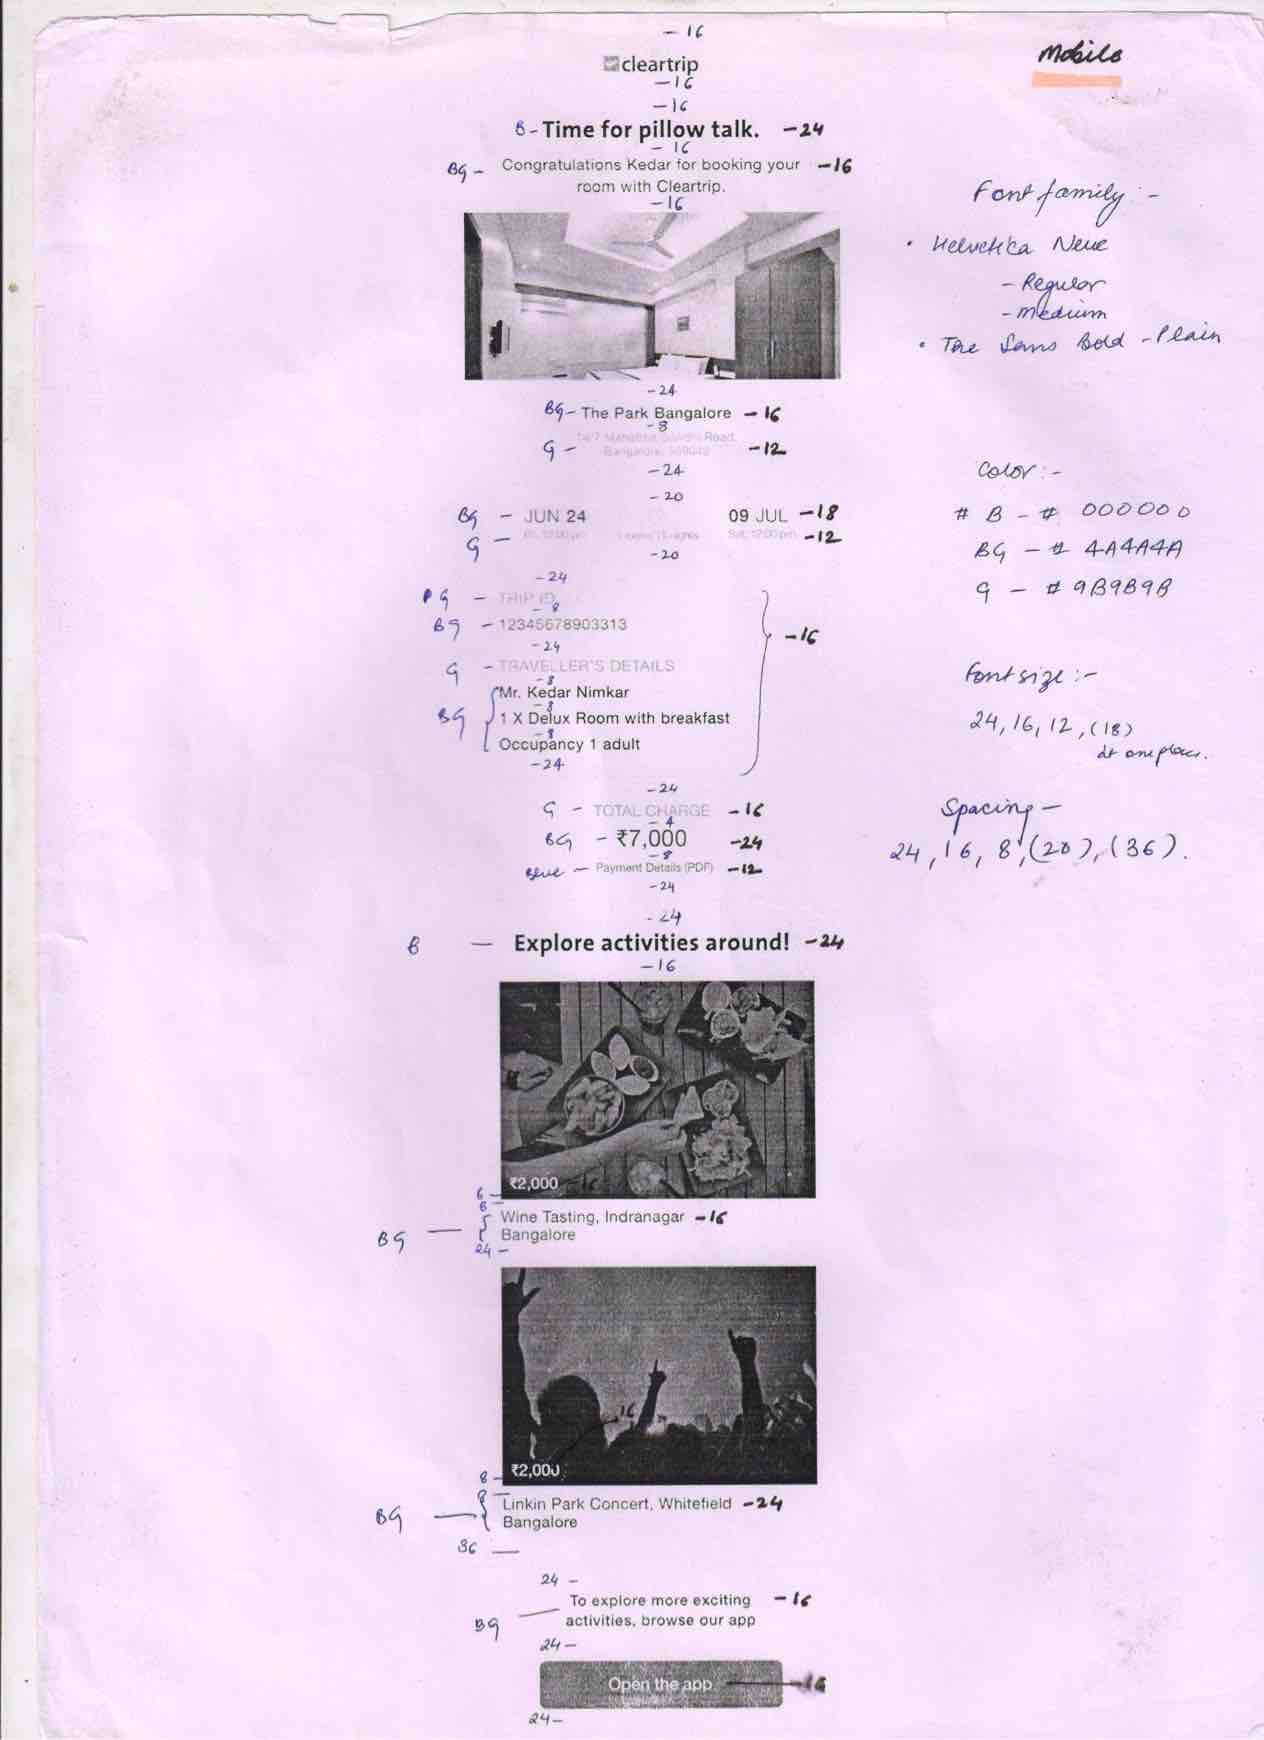 – 16
cleartrip
Mobile
– 16
– 16
B – Time for pillow talk. – 24
– 16
BG – Congratulations Kedar for booking your – 16
room with Cleartrip.
– 16
Font family :-
• Helvetica Neue
– Regular
– Medium
• The Sans Bold – Plain
– 24
BG – The Park Bangalore – 16
– 8
Road,
G – Bangalore, – 12
– 24
Color :-
– 20
BG – JUN 24 09 JUL – 18
G – Sat, 12:00 pm – 12
– 20
# B – # 000000
BG – # 4A4A4A
G – # 9B9B9B
– 24
G – TRIP ID
– 8
BG – 12345678903313
– 16
– 24
G – TRAVELLER'S DETAILS
– 8
Mr. Kedar Nimkar
– 8
BG 1 X Delux Room with breakfast
– 8
Occupancy 1 adult
– 24
Font size :-
24, 16, 12, (18)
at one place.
– 24
G – TOTAL CHARGE – 16
– 4
BG – ₹7,000 – 24
– 8
Blue – Payment Details (PDF) – 12
– 24
Spacing –
24, 16, 8, (20), (36).
– 24
B – Explore activities around! – 24
– 16
₹2,000 – 16
6 –
8 –
BG – Wine Tasting, Indranagar – 16
Bangalore
24 –
16
₹2,000
8 –
8 –
BG – Linkin Park Concert, Whitefield – 24
Bangalore
36 –
24 –
To explore more exciting – 16
BG – activities, browse our app
24 –
Open the app – 16
24 –